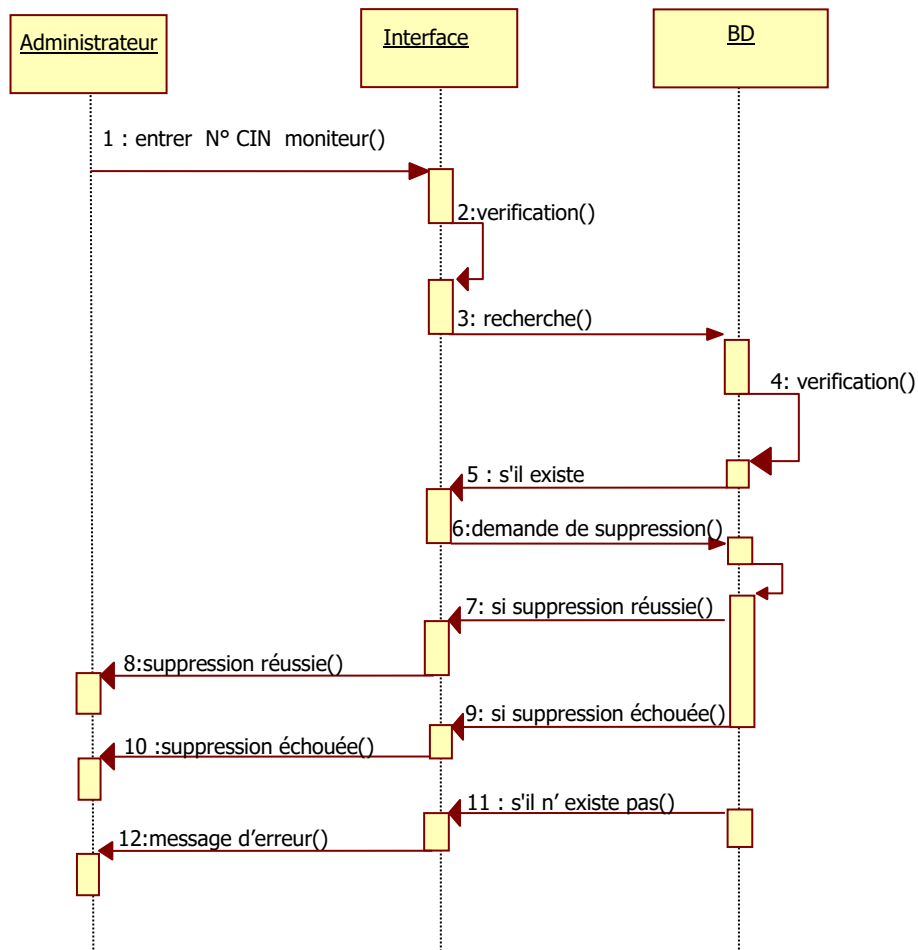 Administrateur
Interface
BD
1 : entrer N° CIN moniteur()
2:verification()
3: recherche()
4: verification()
5 : s'il existe
6:demande de suppression()
7: si suppression réussie()
8:suppression réussie()
9: si suppression échouée()
10 :suppression échouée()
11 : s'il n’ existe pas()
12:message d’erreur()